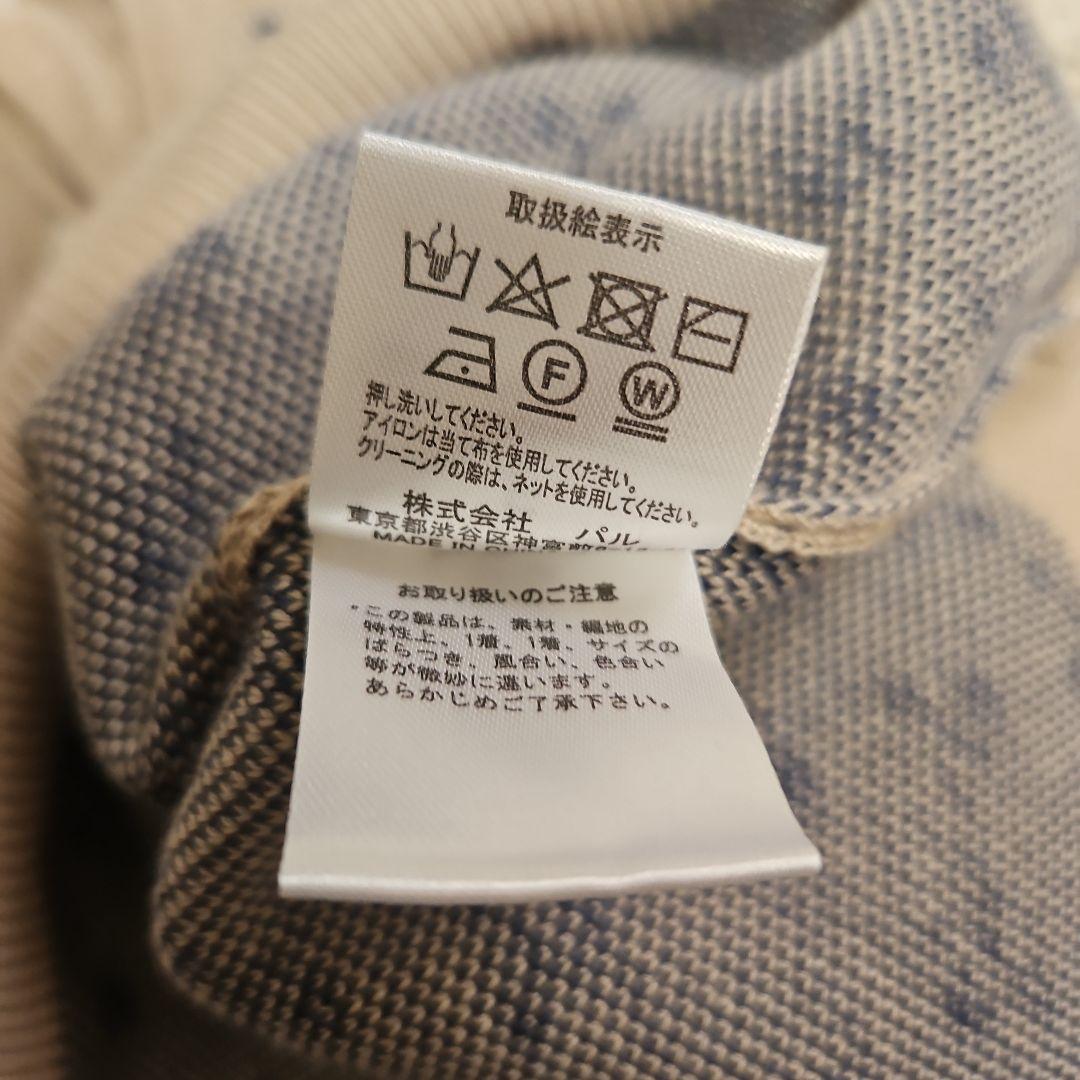 取扱絵表示
F
W
押し洗いしてください。
アイロンは当て布を使用してください。
クリーニングの際は、ネットを使用してください。
株式会社 パル
東京都渋谷区神宮前
MADE IN
お取り扱いのご注意
*この製品は、素材・編地の
特性上、1着、1着、サイズの
ばらつき、風合い、色合い
等が微妙に違います。
あらかじめご了承下さい。